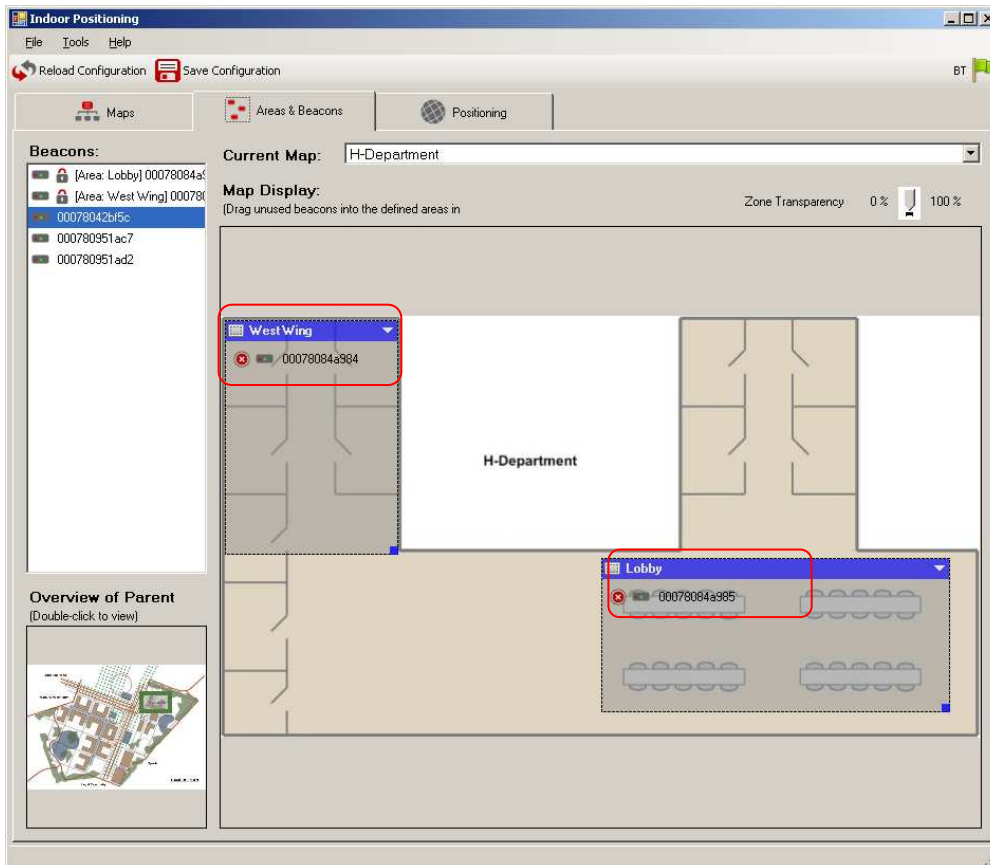 Indoor Positioning
File Tools Help
Reload Configuration Save Configuration BT
Maps Areas & Beacons Positioning
Beacons:
[Area: Lobby] 00078084a
[Area: West Wing] 00078
00078042bf5c
000780951ac7
000780951ad2
Current Map: H-Department
Map Display:
(Drag unused beacons into the defined areas in
Zone Transparency 0 % 100 %
West Wing
00078084a984
H-Department
Lobby
00078084a985
Overview of Parent
(Double-click to view)